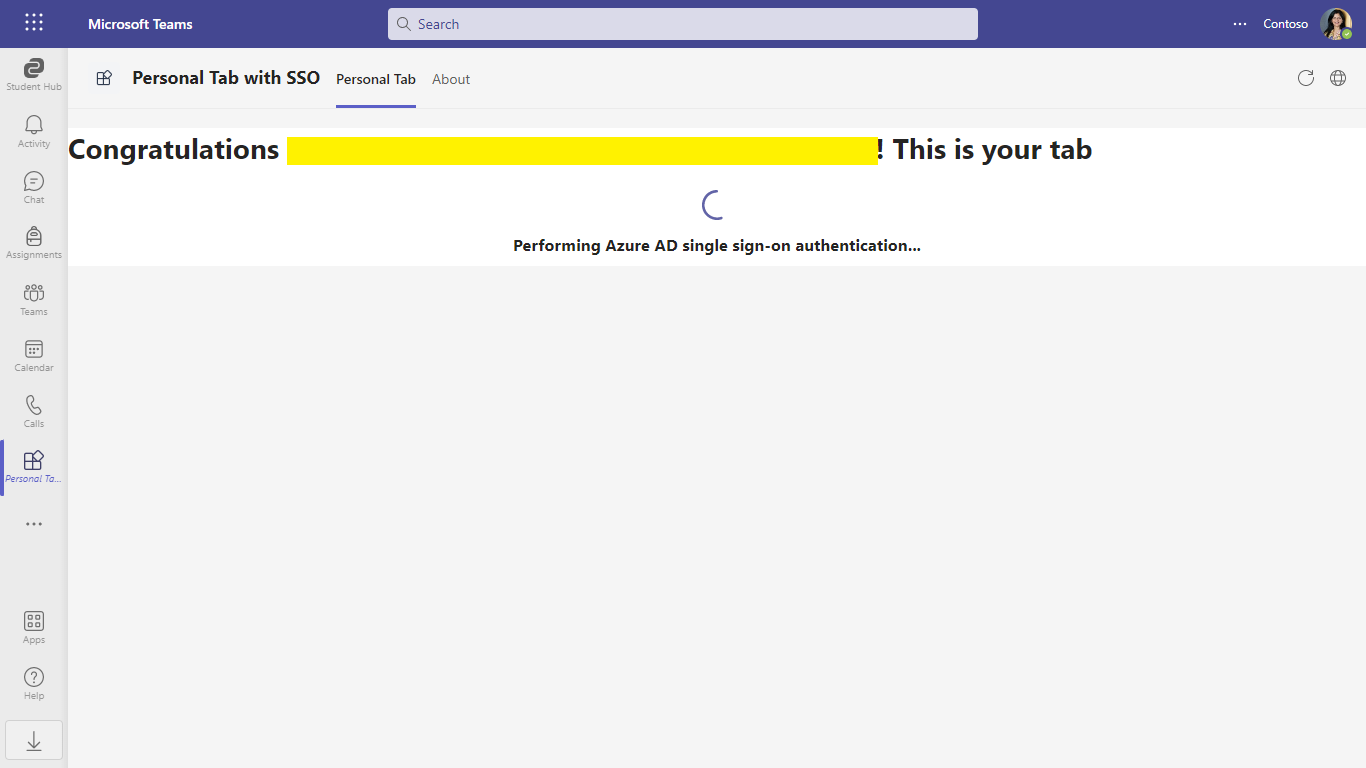 Microsoft Teams
Search
Contoso
Student Hub
Activity
Chat
Assignments
Teams
Calendar
Calls
Personal Ta...
Apps
Help
Personal Tab with SSO
Personal Tab
About
Congratulations ! This is your tab
Performing Azure AD single sign-on authentication...